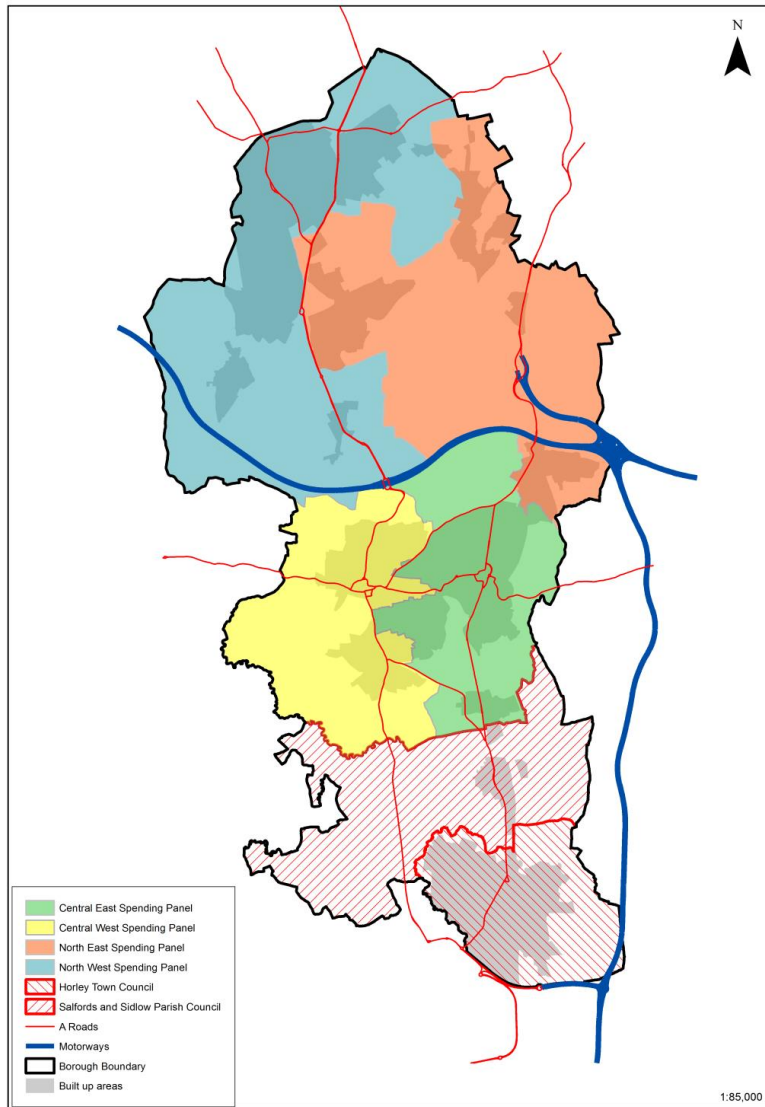 N
Central East Spending Panel
Central West Spending Panel
North East Spending Panel
North West Spending Panel
Horley Town Council
Salfords and Sidlow Parish Council
A Roads
Motorways
Borough Boundary
Built up areas
1:85,000